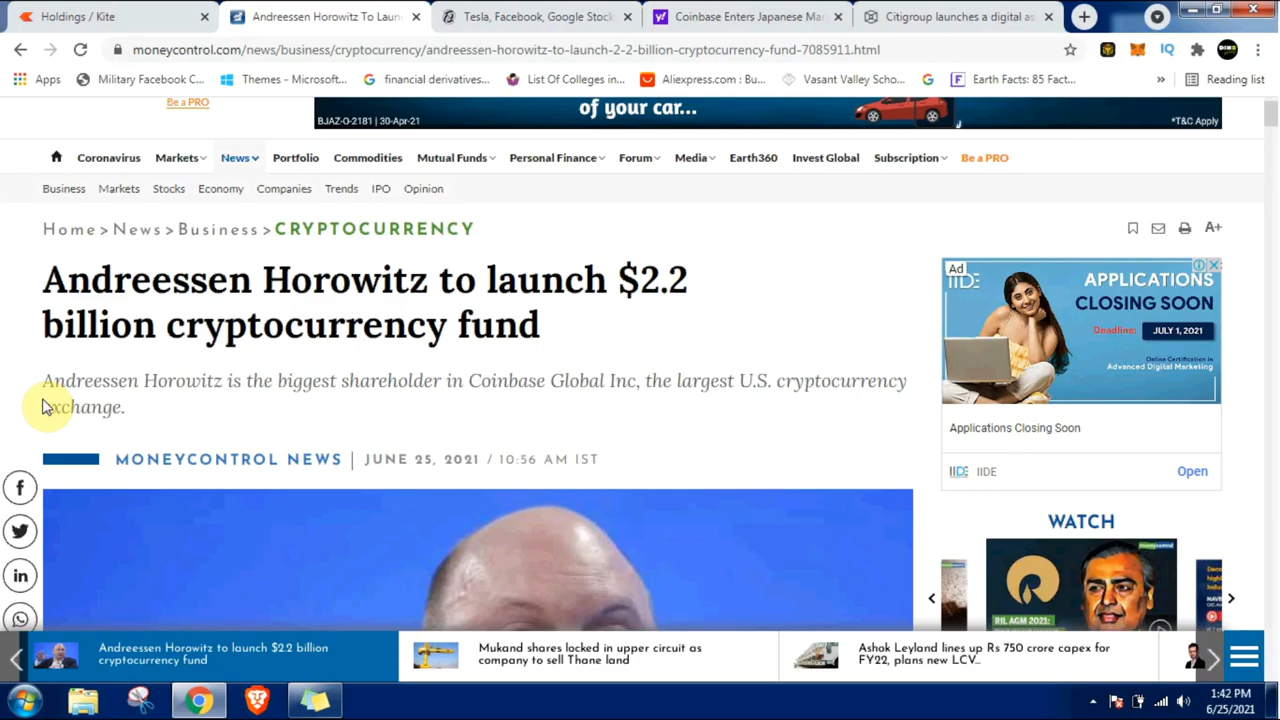 Holdings / Kite
Andreessen Horowitz To Laun
Tesla, Facebook, Google Stock
Coinbase Enters Japanese Ma
Citigroup launches a digital as
moneycontrol.com/news/business/cryptocurrency/andreessen-horowitz-to-launch-2-2-billion-cryptocurrency-fund-7085911.html
Apps
Military Facebook C...
Themes - Microsoft...
financial derivatives...
List Of Colleges in...
Aliexpress.com : Bu...
Vasant Valley Scho...
Earth Facts: 85 Fact...
Reading list
Be a PRO
of your car...
BJAZ-O-2181 | 30-Apr-21
*T&C Apply
Coronavirus Markets News Portfolio Commodities Mutual Funds Personal Finance Forum Media Earth360 Invest Global Subscription Be a PRO
Business Markets Stocks Economy Companies Trends IPO Opinion
Home > News > Business > CRYPTOCURRENCY
A+
Andreessen Horowitz to launch $2.2
billion cryptocurrency fund
Andreessen Horowitz is the biggest shareholder in Coinbase Global Inc, the largest U.S. cryptocurrency
exchange.
MONEYCONTROL NEWS | JUNE 25, 2021 / 10:56 AM IST
Ad
IIDE
APPLICATIONS
CLOSING SOON
Deadline: JULY 1, 2021
Online Certification in
Advanced Digital Marketing
Applications Closing Soon
IIDE
Open
WATCH
moneycontrol
RIL AGM 2021:
Andreessen Horowitz to launch $2.2 billion
cryptocurrency fund
Mukand shares locked in upper circuit as
company to sell Thane land
Ashok Leyland lines up Rs 750 crore capex for
FY22, plans new LCV...
1:42 PM
6/25/2021